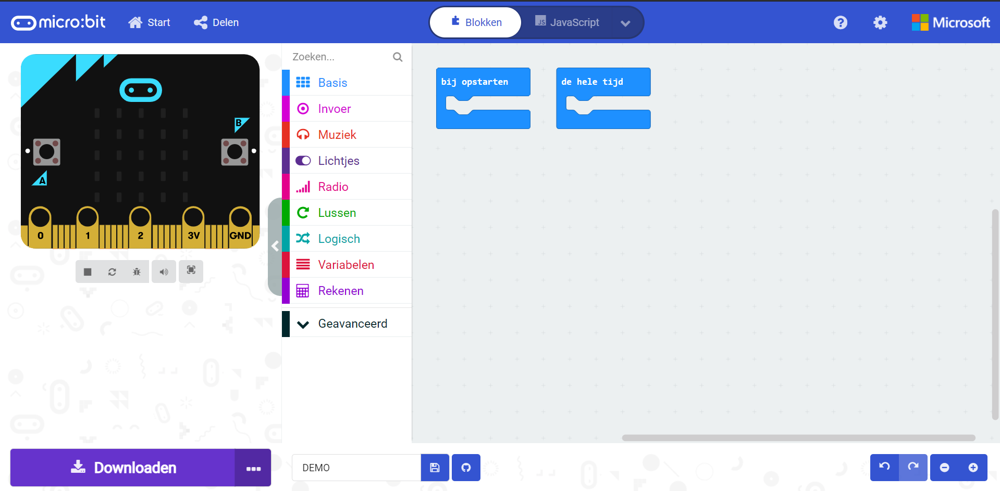 micro:bit
Start
Delen
Blokken
JS JavaScript
Microsoft
Zoeken...
Basis
Invoer
Muziek
Lichtjes
Radio
Lussen
Logisch
Variabelen
Rekenen
Geavanceerd
bij opstarten
de hele tijd
B
A
0 1 2 3V GND
Downloaden
DEMO